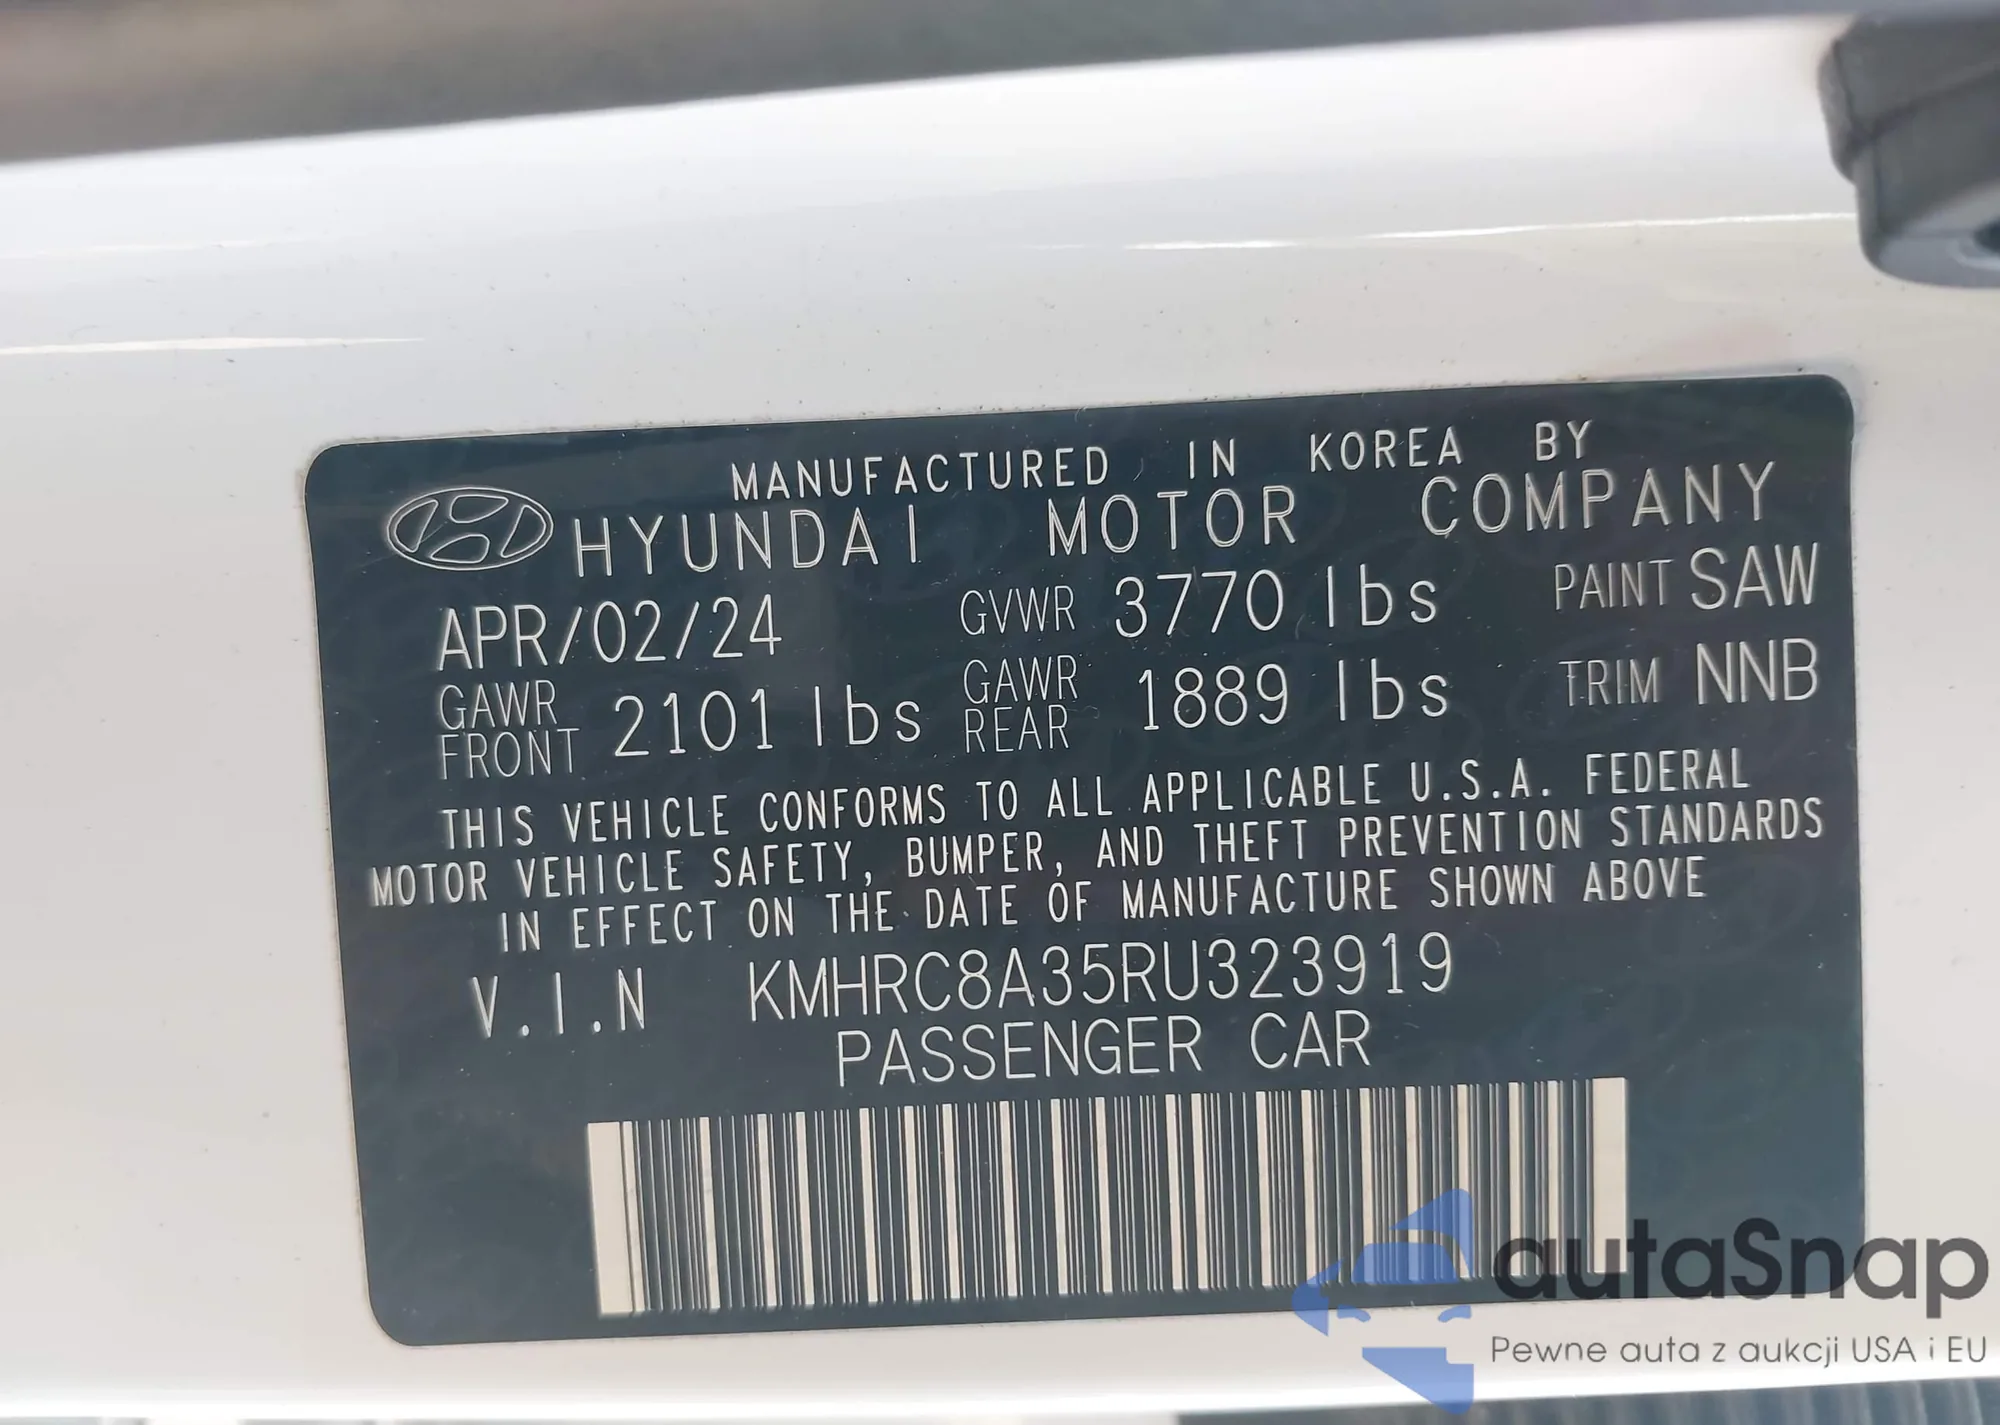 MANUFACTURED IN KOREA BY
HYUNDAI MOTOR COMPANY
APR/02/24 GVWR 3770 lbs PAINT SAW
GAWR FRONT 2101 lbs GAWR REAR 1889 lbs TRIM NNB
THIS VEHICLE CONFORMS TO ALL APPLICABLE U.S.A. FEDERAL
MOTOR VEHICLE SAFETY, BUMPER, AND THEFT PREVENTION STANDARDS
IN EFFECT ON THE DATE OF MANUFACTURE SHOWN ABOVE
V.I.N KMHRC8A35RU323919
PASSENGER CAR
autaSnap
Pewne auta z aukcji USA i EU